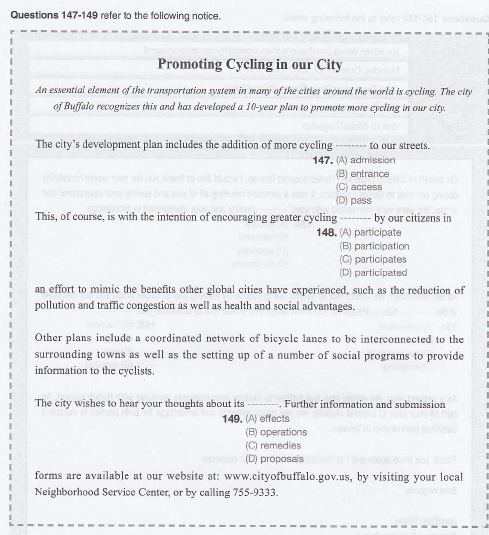 Questions 147-149 refer to the following notice.
Promoting Cycling in our City
An essential element of the transportation system in many of the cities around the world is cycling. The city
of Buffalo recognizes this and has developed a 10-year plan to promote more cycling in our city.
The city's development plan includes the addition of more cycling -------- to our streets.
147. (A) admission
(B) entrance
(C) access
(D) pass
This, of course, is with the intention of encouraging greater cycling -------- by our citizens in
148. (A) participate
(B) participation
(C) participates
(D) participated
an effort to mimic the benefits other global cities have experienced, such as the reduction of
pollution and traffic congestion as well as health and social advantages.
Other plans include a coordinated network of bicycle lanes to be interconnected to the
surrounding towns as well as the setting up of a number of social programs to provide
information to the cyclists.
The city wishes to hear your thoughts about its --------. Further information and submission
149. (A) effects
(B) operations
(C) remedies
(D) proposals
forms are available at our website at: www.cityofbuffalo.gov.us, by visiting your local
Neighborhood Service Center, or by calling 755-9333.